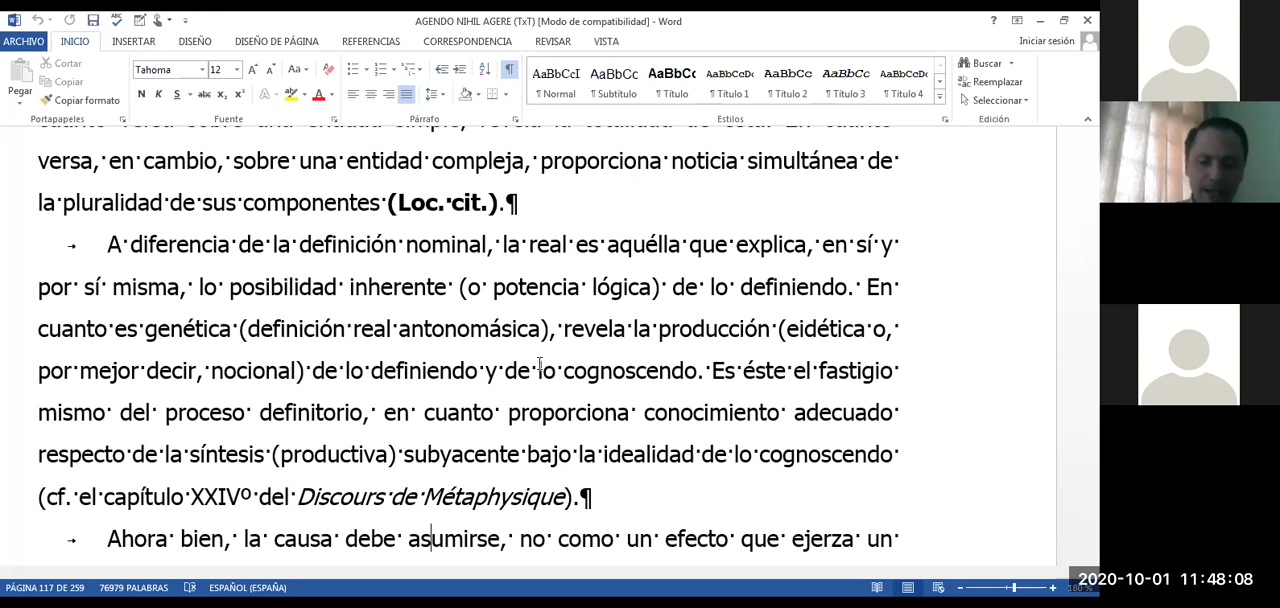 AGENDO NIHIL AGERE (TxT) [Modo de compatibilidad] - Word
ARCHIVO INICIO INSERTAR DISEÑO DISEÑO DE PÁGINA REFERENCIAS CORRESPONDENCIA REVISAR VISTA Iniciar sesión
Pegar
Cortar
Copiar
Copiar formato
Tahoma 12 Aa
N K S abc x₂ x² A A
AaBbCcI AaBbCc AaBbCc AaBbCcDc AaBbCcD AaBbCcD AaBbCcDc
¶ Normal ¶ Subtítulo ¶ Título ¶ Título 1 ¶ Título 2 ¶ Título 3 ¶ Título 4
Buscar
Reemplazar
Seleccionar
Portapapeles Fuente Párrafo Estilos Edición
versa, en cambio, sobre una entidad compleja, proporciona noticia simultánea de
la pluralidad de sus componentes (Loc. cit.).¶
A diferencia de la definición nominal, la real es aquélla que explica, en sí y
por sí misma, lo posibilidad inherente (o potencia lógica) de lo definiendo. En
cuanto es genética (definición real antonomásica), revela la producción (eidética o,
por mejor decir, nocional) de lo definiendo y de lo cognoscendo. Es éste el fastigio
mismo del proceso definitorio, en cuanto proporciona conocimiento adecuado
respecto de la síntesis (productiva) subyacente bajo la idealidad de lo cognoscendo
(cf. el capítulo XXIVº del Discours de Métaphysique).¶
Ahora bien, la causa debe asumirse, no como un efecto que ejerza un
PÁGINA 117 DE 259 76979 PALABRAS ESPAÑOL (ESPAÑA) 180 %
2020-10-01 11:48:08